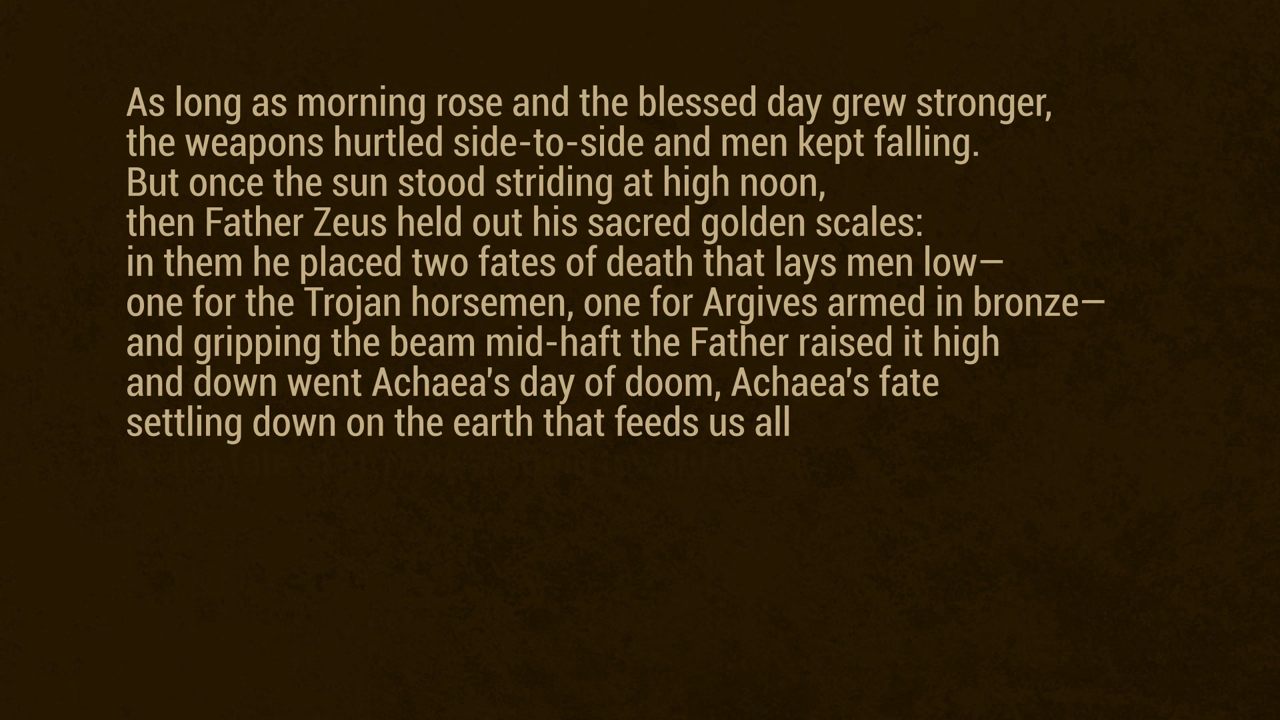 As long as morning rose and the blessed day grew stronger,
the weapons hurtled side-to-side and men kept falling.
But once the sun stood striding at high noon,
then Father Zeus held out his sacred golden scales:
in them he placed two fates of death that lays men low—
one for the Trojan horsemen, one for Argives armed in bronze—
and gripping the beam mid-haft the Father raised it high
and down went Achaea's day of doom, Achaea's fate
settling down on the earth that feeds us all